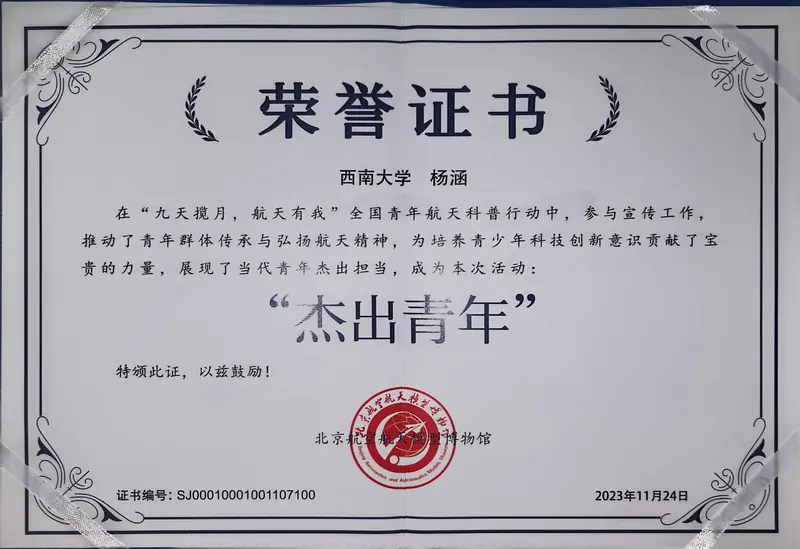 荣誉证书
西南大学 杨涵
在“九天揽月，航天有我”全国青年航天科普行动中，参与宣传工作，
推动了青年群体传承与弘扬航天精神，为培养青少年科技创新意识贡献了宝
贵的力量，展现了当代青年杰出担当，成为本次活动：
“杰出青年”
特颁此证，以兹鼓励！
北京航空航天模型博物馆
北京航空航天模型博物馆
Beijing Aeronautics and Astronautics Models Museum
证书编号：SJ00010001001107100
2023年11月24日